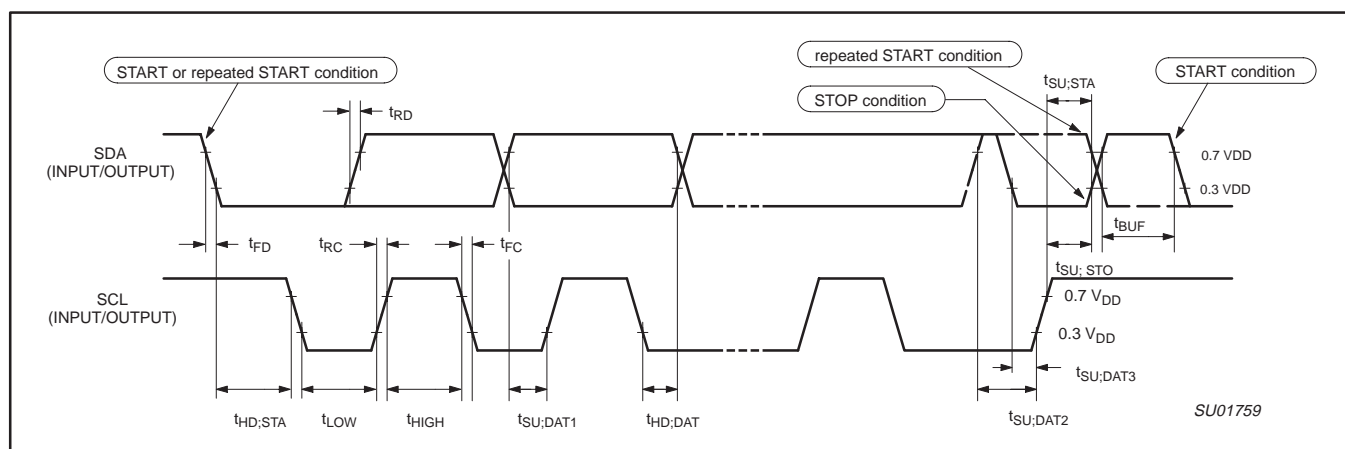 repeated START condition
START or repeated START condition
tSU;STA
START condition
STOP condition
tRD
SDA
(INPUT/OUTPUT)
0.7 VDD
0.3 VDD
tFD
tRC
tFC
tBUF
tSU; STO
SCL
(INPUT/OUTPUT)
0.7 VDD
0.3 VDD
tSU;DAT3
tHD;STA
tLOW
tHIGH
tSU;DAT1
tHD;DAT
tSU;DAT2
SU01759